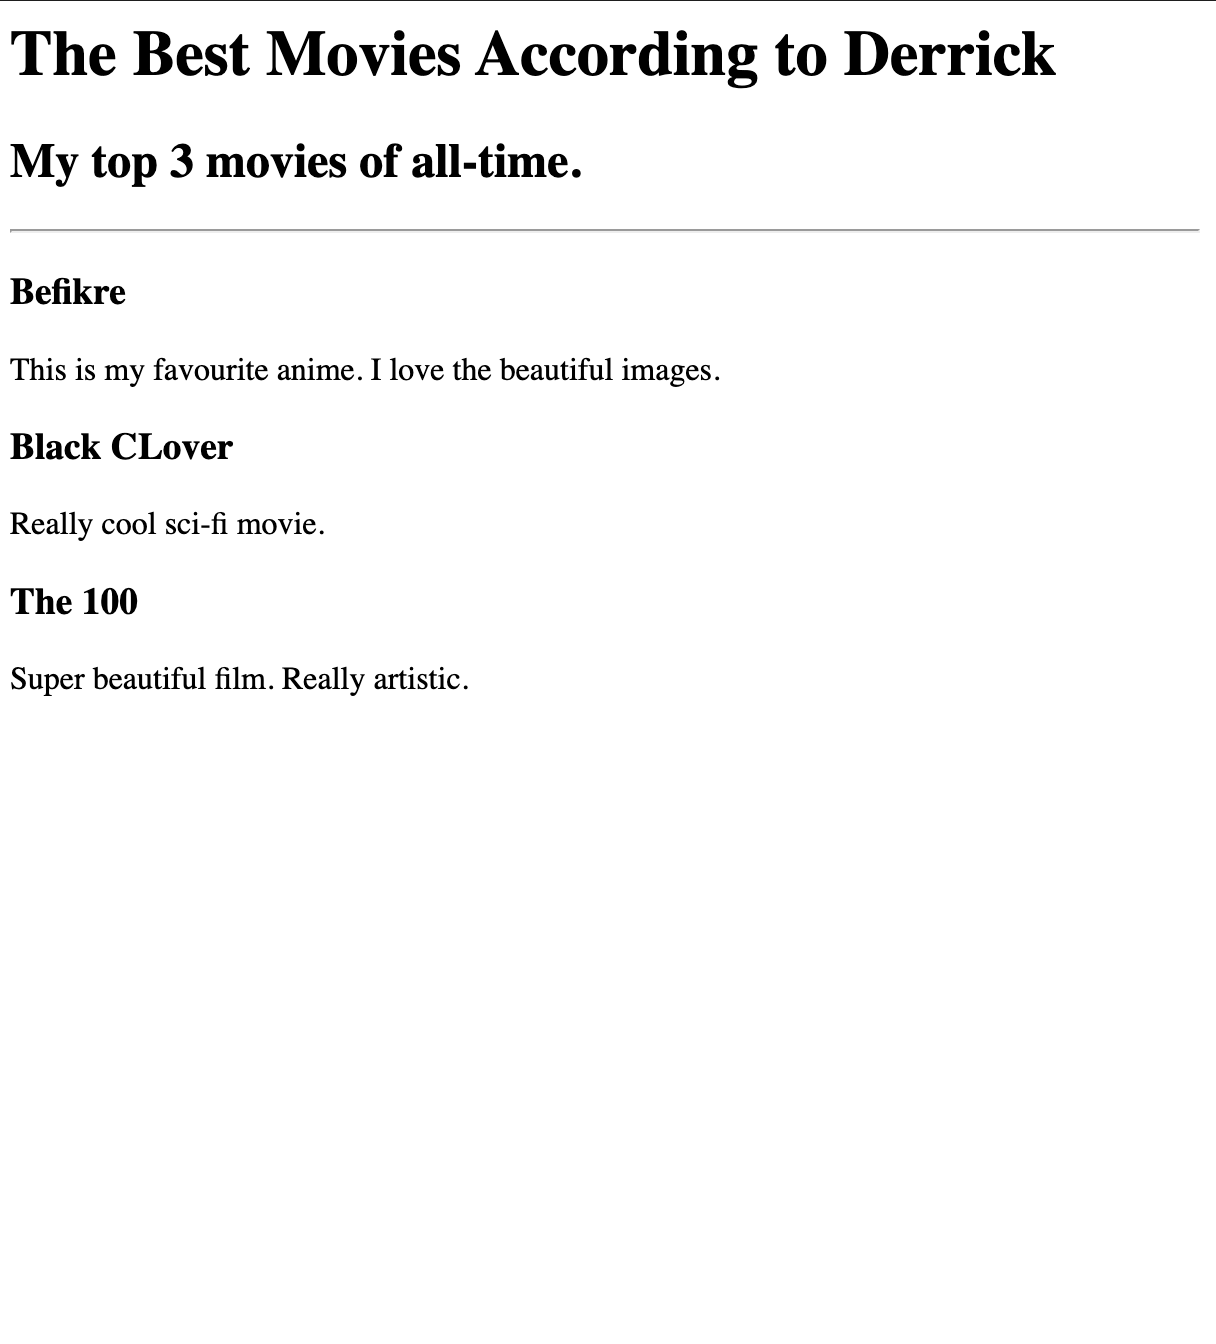 The Best Movies According to Derrick
My top 3 movies of all-time.
Befikre
This is my favourite anime. I love the beautiful images.
Black CLover
Really cool sci-fi movie.
The 100
Super beautiful film. Really artistic.